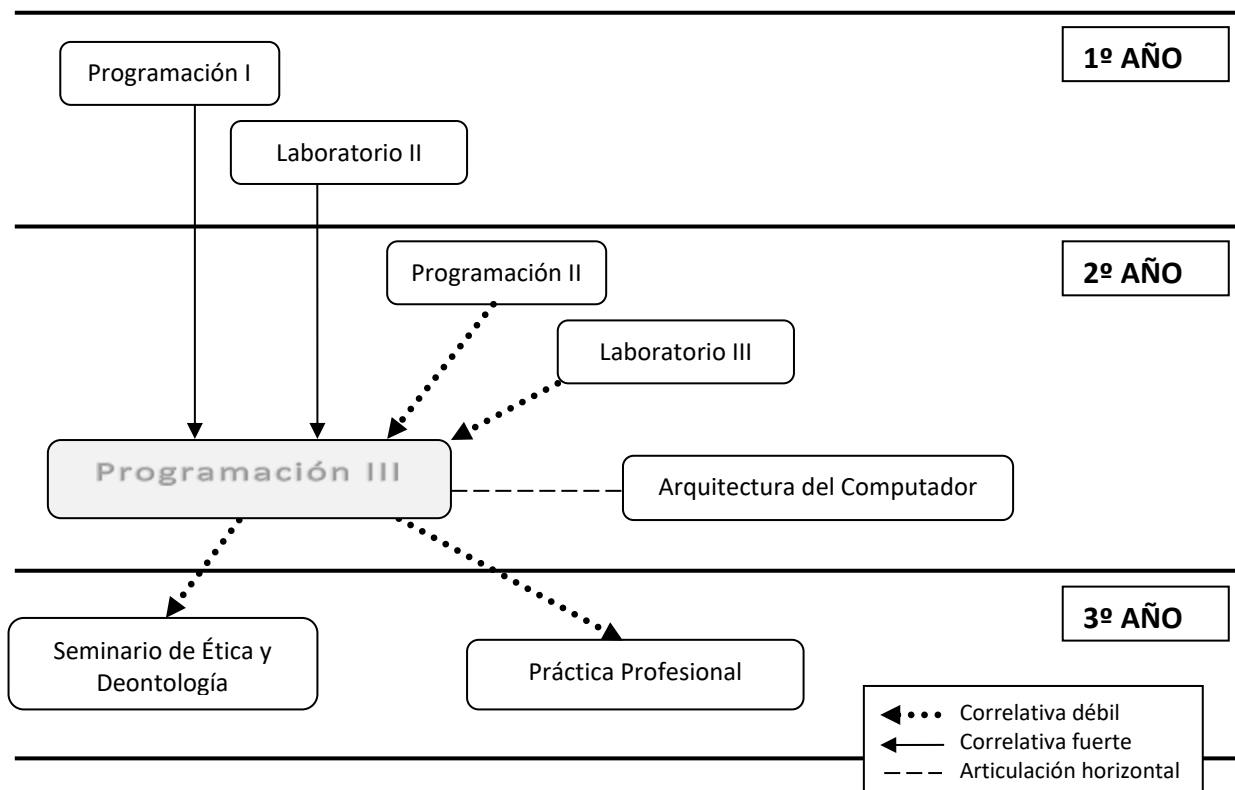 1º AÑO
Programación I
Laboratorio II
2º AÑO
Programación II
Laboratorio III
Programación III
Arquitectura del Computador
3º AÑO
Seminario de Ética y
Deontología
Práctica Profesional
Correlativa débil
Correlativa fuerte
Articulación horizontal